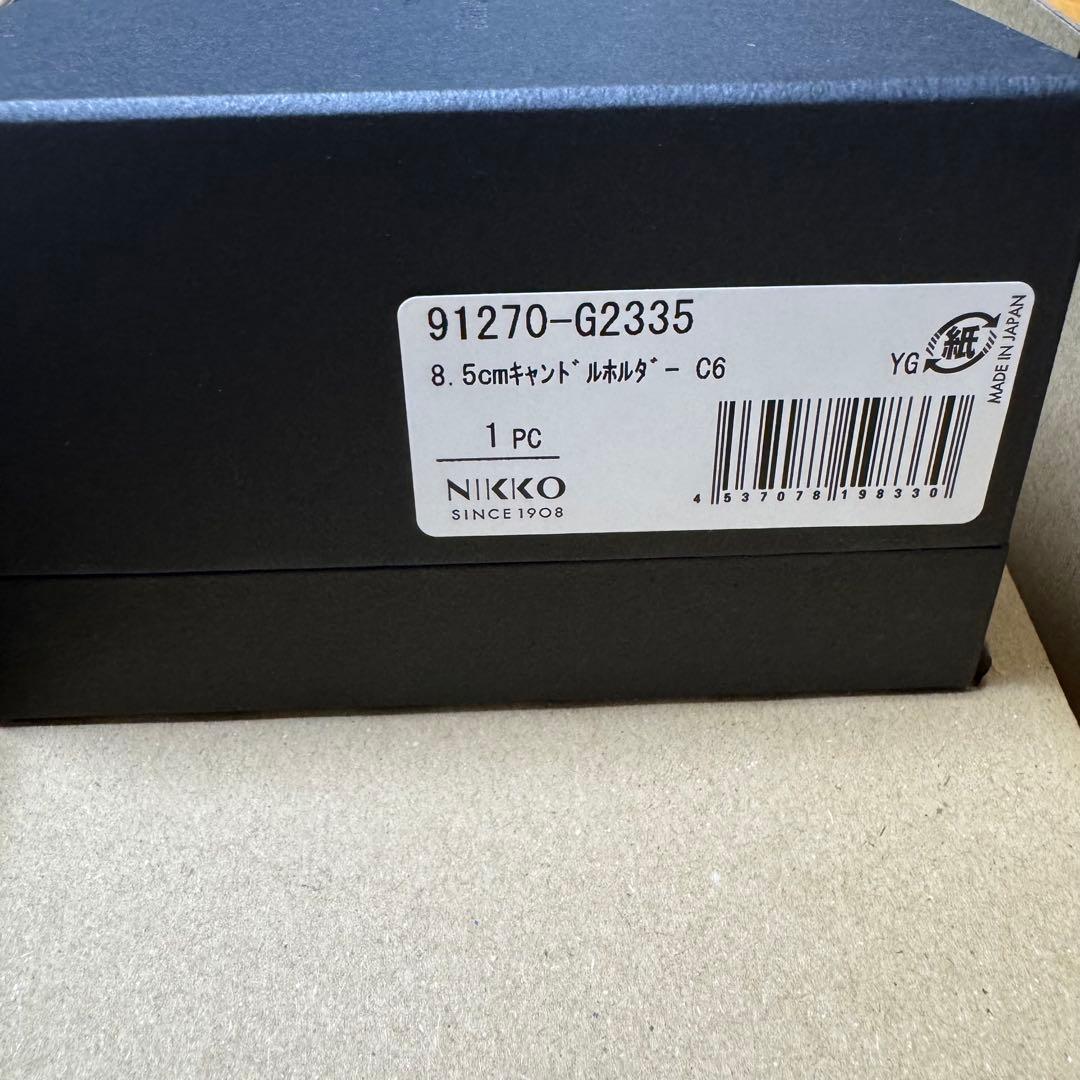 91270-G2335
8.5cmｷｬﾝﾄﾞﾙﾎﾙﾀﾞｰ C6
YG
紙
MADE IN JAPAN
1 PC
NIKKO
SINCE 1908
4 537078 198330